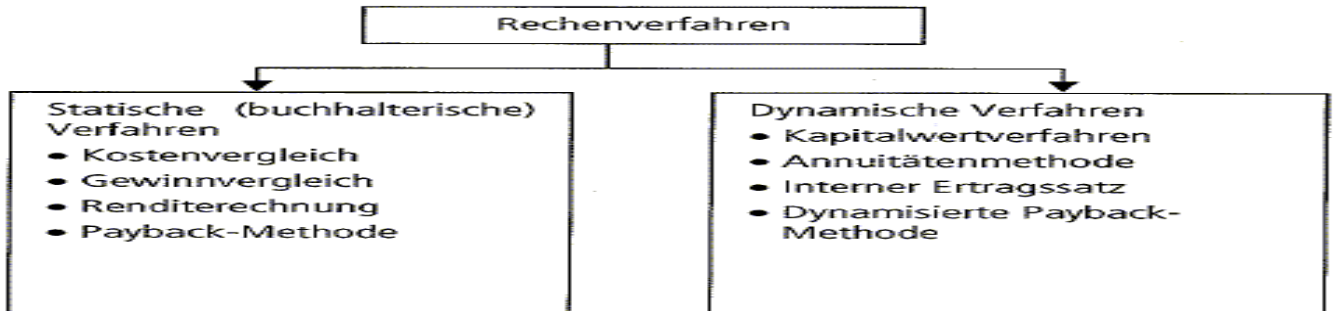 Rechenverfahren
Statische (buchhalterische)
Verfahren
• Kostenvergleich
• Gewinnvergleich
• Renditerechnung
• Payback-Methode
Dynamische Verfahren
• Kapitalwertverfahren
• Annuitätenmethode
• Interner Ertragssatz
• Dynamisierte Payback-
Methode